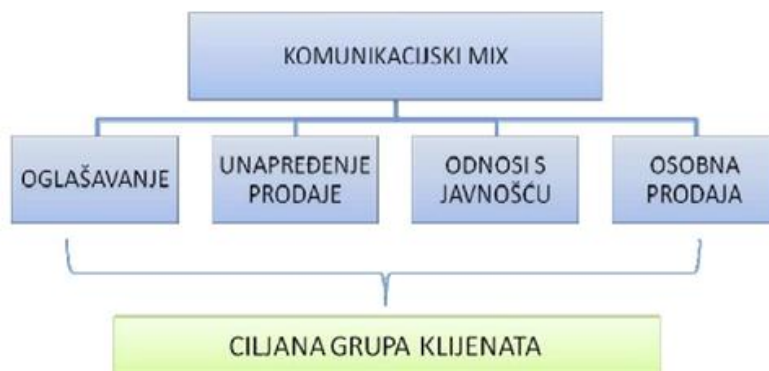 KOMUNIKACIJSKI MIX
OGLAŠAVANJE
UNAPREĐENJE
PRODAJE
ODNOSI S
JAVNOŠĆU
OSOBNA
PRODAJA
CILJANA GRUPA KLIJENATA